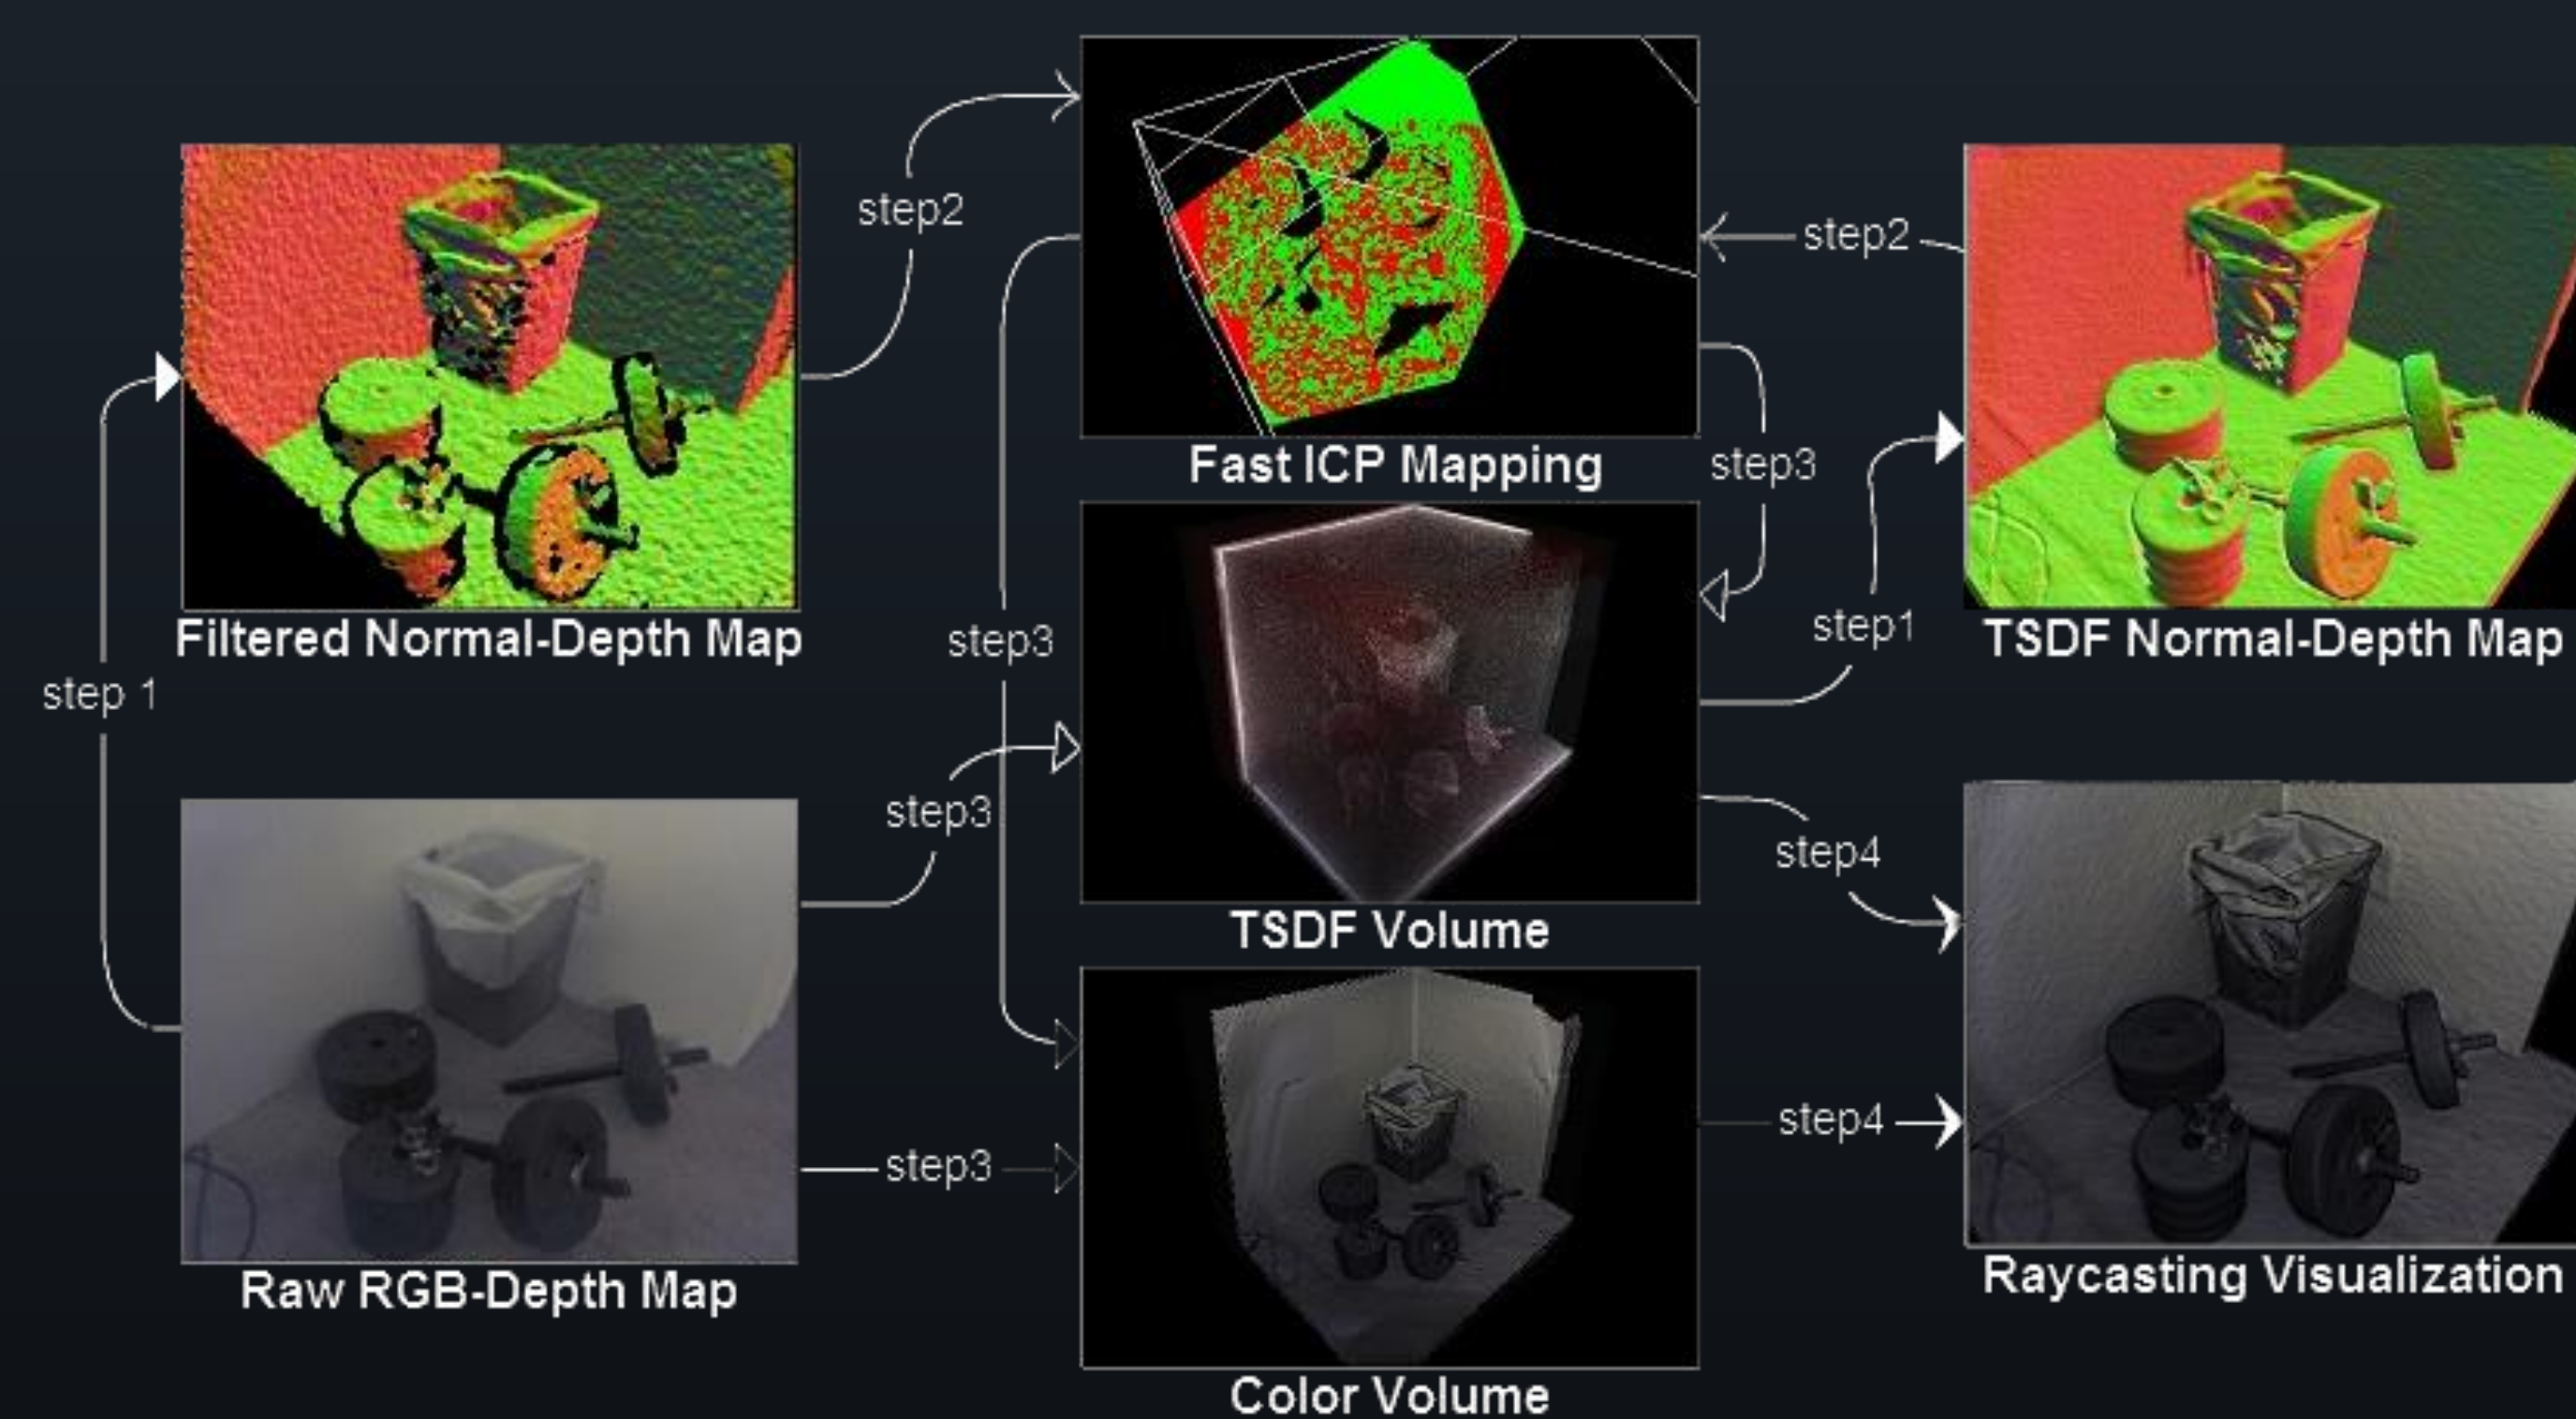 step2
step2
Fast ICP Mapping
step3
Filtered Normal-Depth Map
step3
step1
TSDF Normal-Depth Map
step 1
step3
step4
TSDF Volume
step3
step4
Raw RGB-Depth Map
Raycasting Visualization
Color Volume